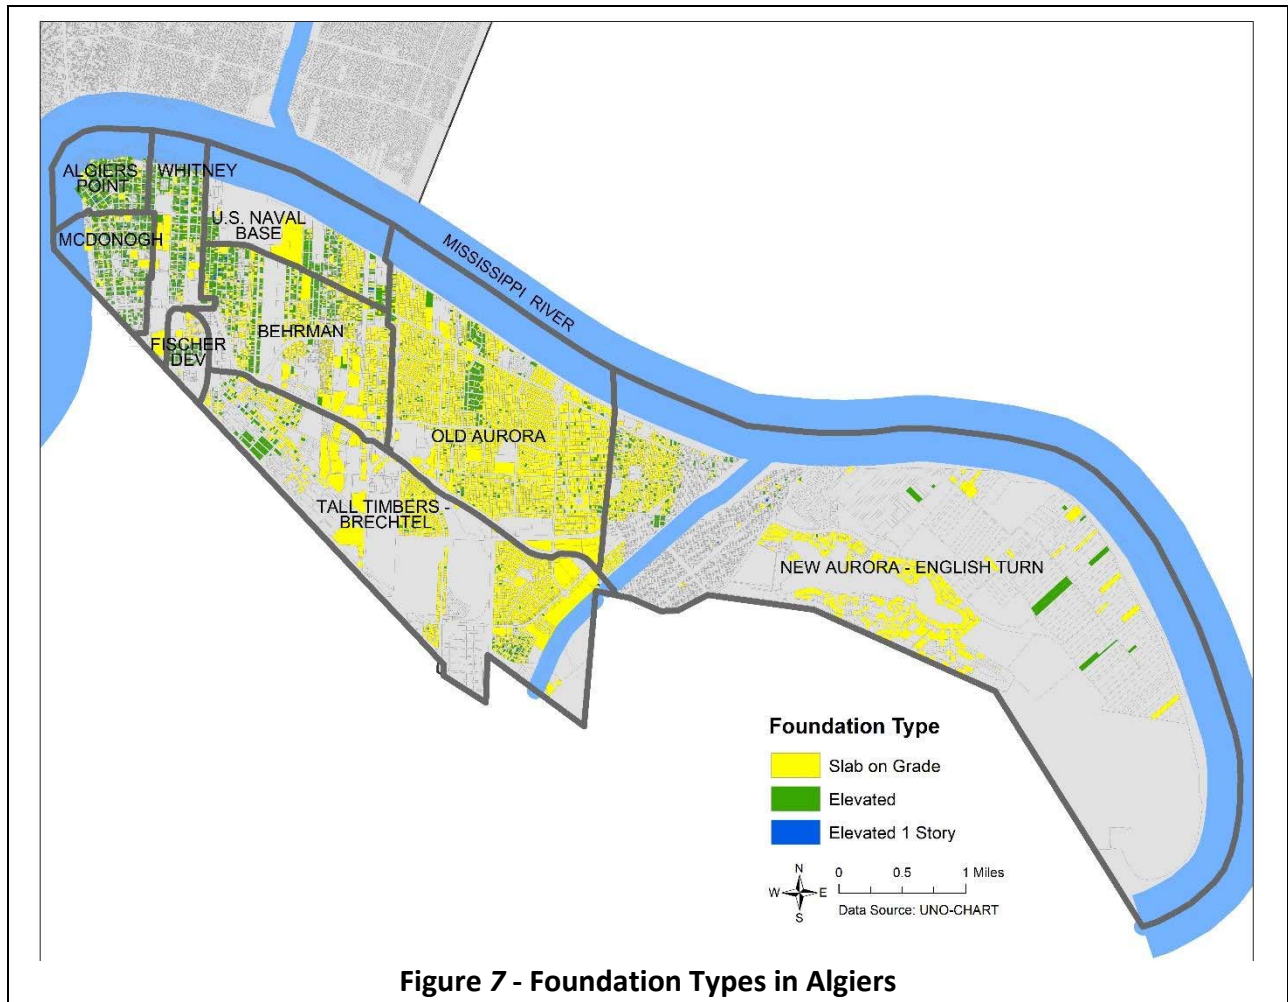 ALGIERS
POINT
WHITNEY
MCDONOGH
U.S. NAVAL
BASE
MISSISSIPPI RIVER
FISCHER
DEV
BEHRMAN
OLD AURORA
TALL TIMBERS -
BRECHTEL
NEW AURORA - ENGLISH TURN
Foundation Type
Slab on Grade
Elevated
Elevated 1 Story
N
W E
S
0 0.5 1 Miles
Data Source: UNO-CHART
Figure 7 - Foundation Types in Algiers